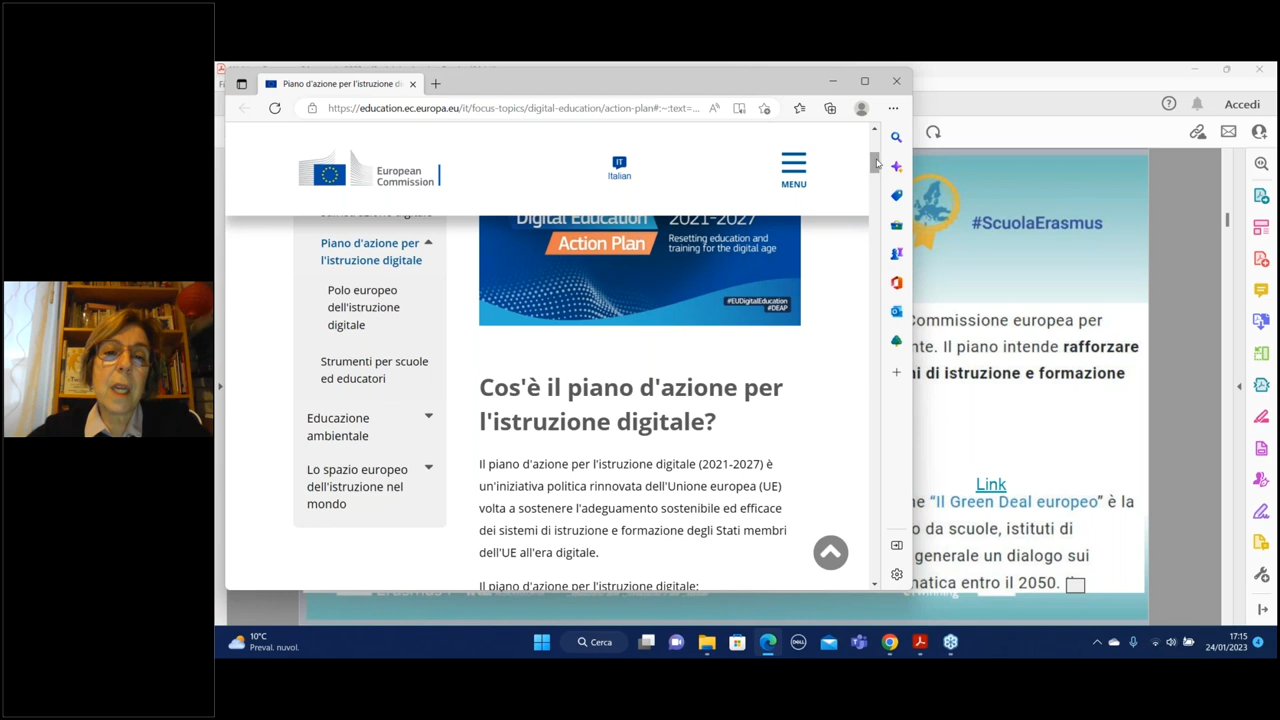 Piano d'azione per l'istruzione di
https://education.ec.europa.eu/it/focus-topics/digital-education/action-plan#:~:text=...
Accedi
European
Commission
IT
Italian
MENU
Piano d'azione per
l'istruzione digitale
Polo europeo
dell'istruzione
digitale
Strumenti per scuole
ed educatori
Educazione
ambientale
Lo spazio europeo
dell'istruzione nel
mondo
Digital Education
Action Plan
2021-2027
Resetting education and
training for the digital age
#EUDigitalEducation
#DEAP
Cos'è il piano d'azione per
l'istruzione digitale?
Il piano d'azione per l'istruzione digitale (2021-2027) è
un'iniziativa politica rinnovata dell'Unione europea (UE)
volta a sostenere l'adeguamento sostenibile ed efficace
dei sistemi di istruzione e formazione degli Stati membri
dell'UE all'era digitale.
Il piano d'azione per l'istruzione digitale:
#ScuolaErasmus
Commissione europea per
nte. Il piano intende rafforzare
ni di istruzione e formazione
Link
ne “Il Green Deal europeo” è la
o da scuole, istituti di
generale un dialogo sui
natica entro il 2050.
10°C
Preval. nuvol.
Cerca
DELL
17:15
24/01/2023
4